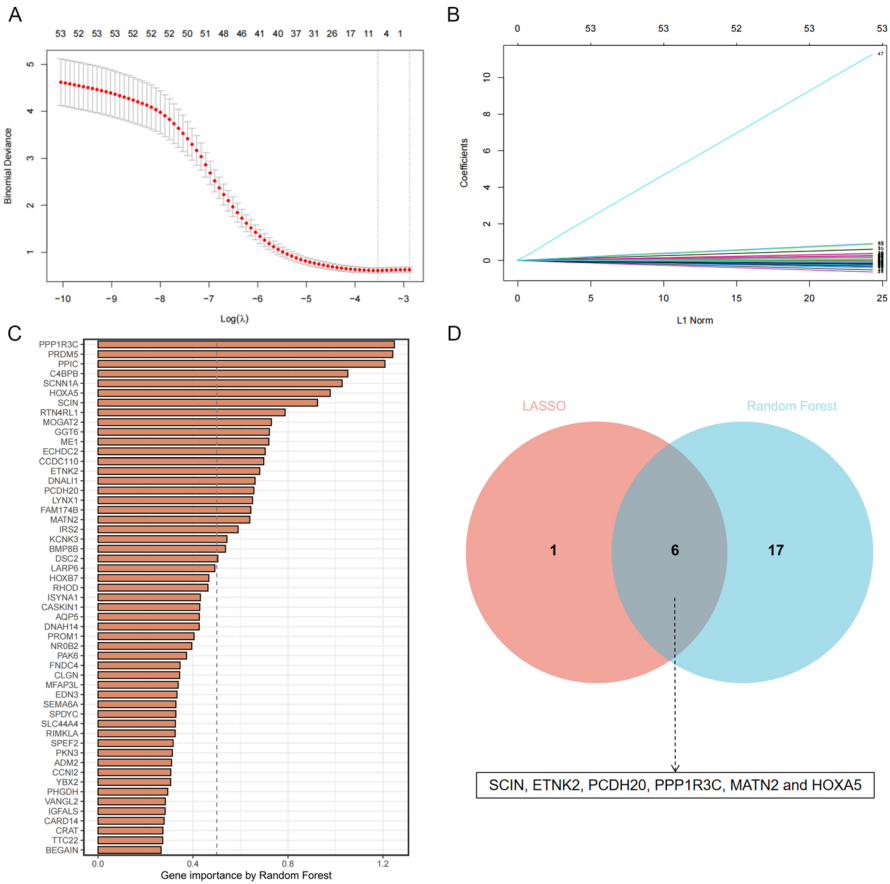 A
53 52 53 53 52 52 52 50 51 48 46 41 40 37 31 26 17 11 4 1
Binomial Deviance
5
4
3
2
1
−10 −9 −8 −7 −6 −5 −4 −3
Log(λ)
B
0 53 53 52 53 53
Coefficients
10
8
6
4
2
0
47
0 5 10 15 20 25
L1 Norm
C
PPP1R3C
PRDM5
PPIC
C4BPB
SCNN1A
HOXA5
SCIN
RTN4RL1
MOGAT2
GGT6
ME1
ECHDC2
CCDC110
ETNK2
DNALI1
PCDH20
LYNX1
FAM174B
MATN2
IRS2
KCNK3
BMP8B
DSC2
LARP6
HOXB7
RHOD
ISYNA1
CASKIN1
AQP5
DNAH14
PROM1
NR0B2
PAK6
FNDC4
CLGN
MFAP3L
EDN3
SEMA6A
SPDYC
SLC44A4
RIMKLA
SPEF2
PKN3
ADM2
CCNI2
YBX2
PHGDH
VANGL2
IGFALS
CARD14
CRAT
TTC22
BEGAIN
0.0 0.4 0.8 1.2
Gene importance by Random Forest
D
LASSO Random Forest
1 6 17
SCIN, ETNK2, PCDH20, PPP1R3C, MATN2 and HOXA5